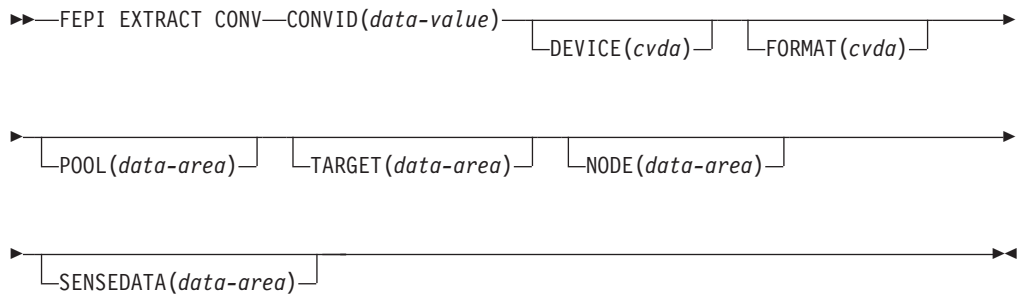 FEPI EXTRACT CONV CONVID(data-value)
DEVICE(cvda) FORMAT(cvda)
POOL(data-area) TARGET(data-area) NODE(data-area)
SENSEDATA(data-area)